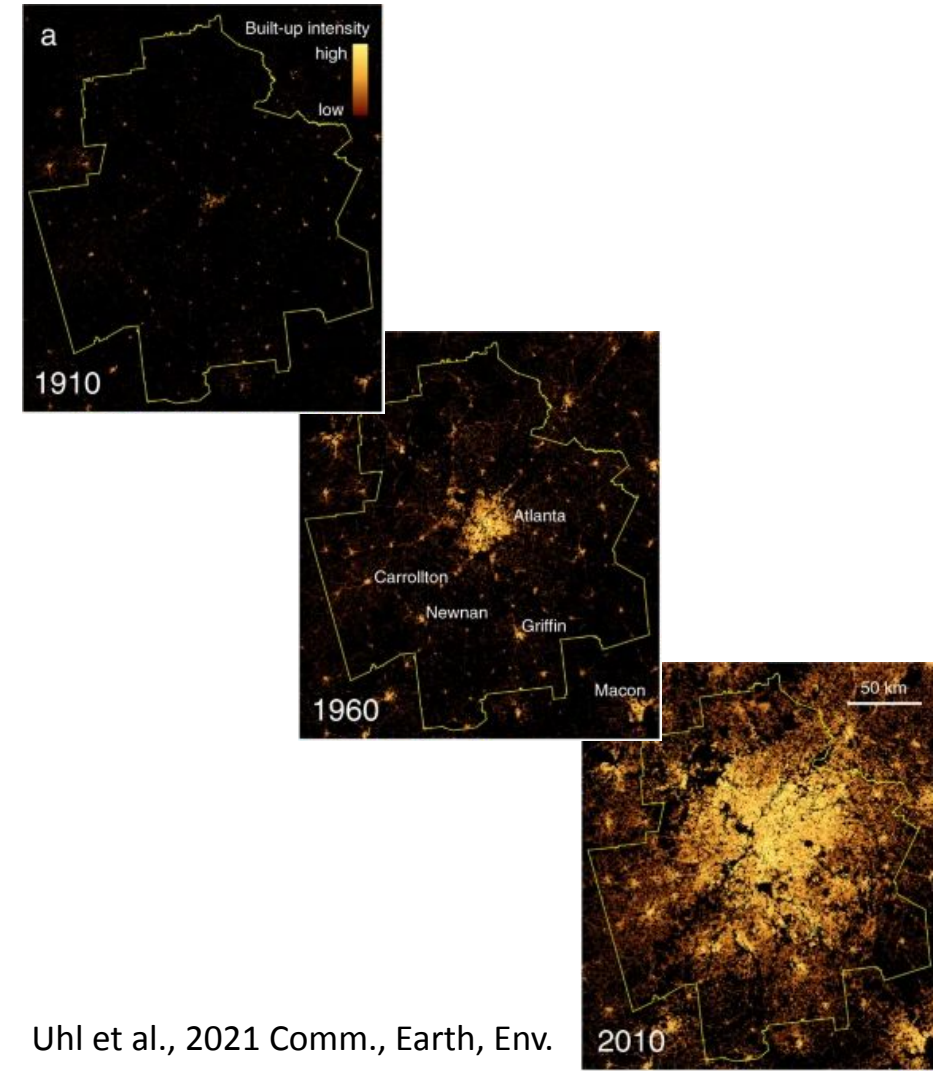 a
Built-up intensity
high
low
1910
Atlanta
Carrollton
Newnan
Griffin
Macon
1960
50 km
2010
Uhl et al., 2021 Comm., Earth, Env.